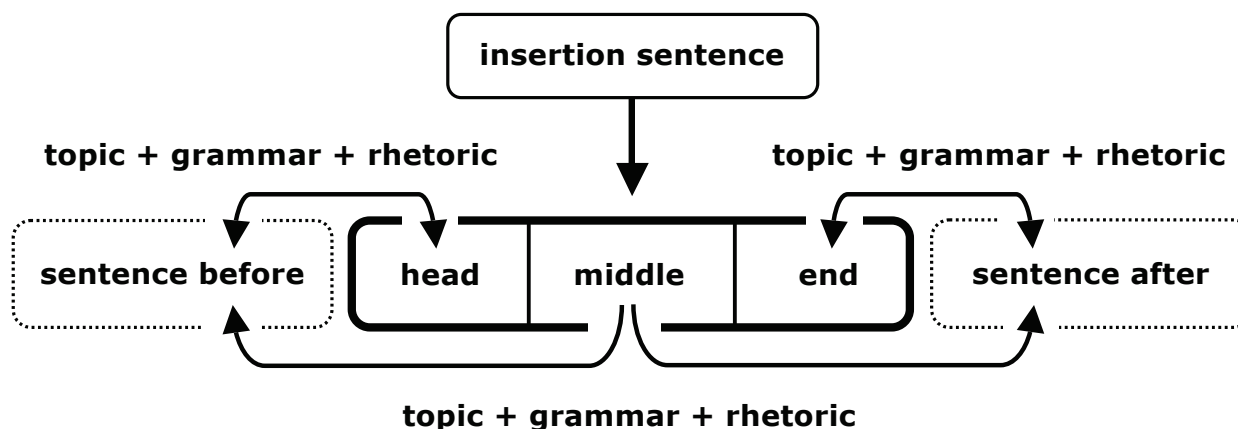 insertion sentence
topic + grammar + rhetoric
topic + grammar + rhetoric
sentence before
head
middle
end
sentence after
topic + grammar + rhetoric